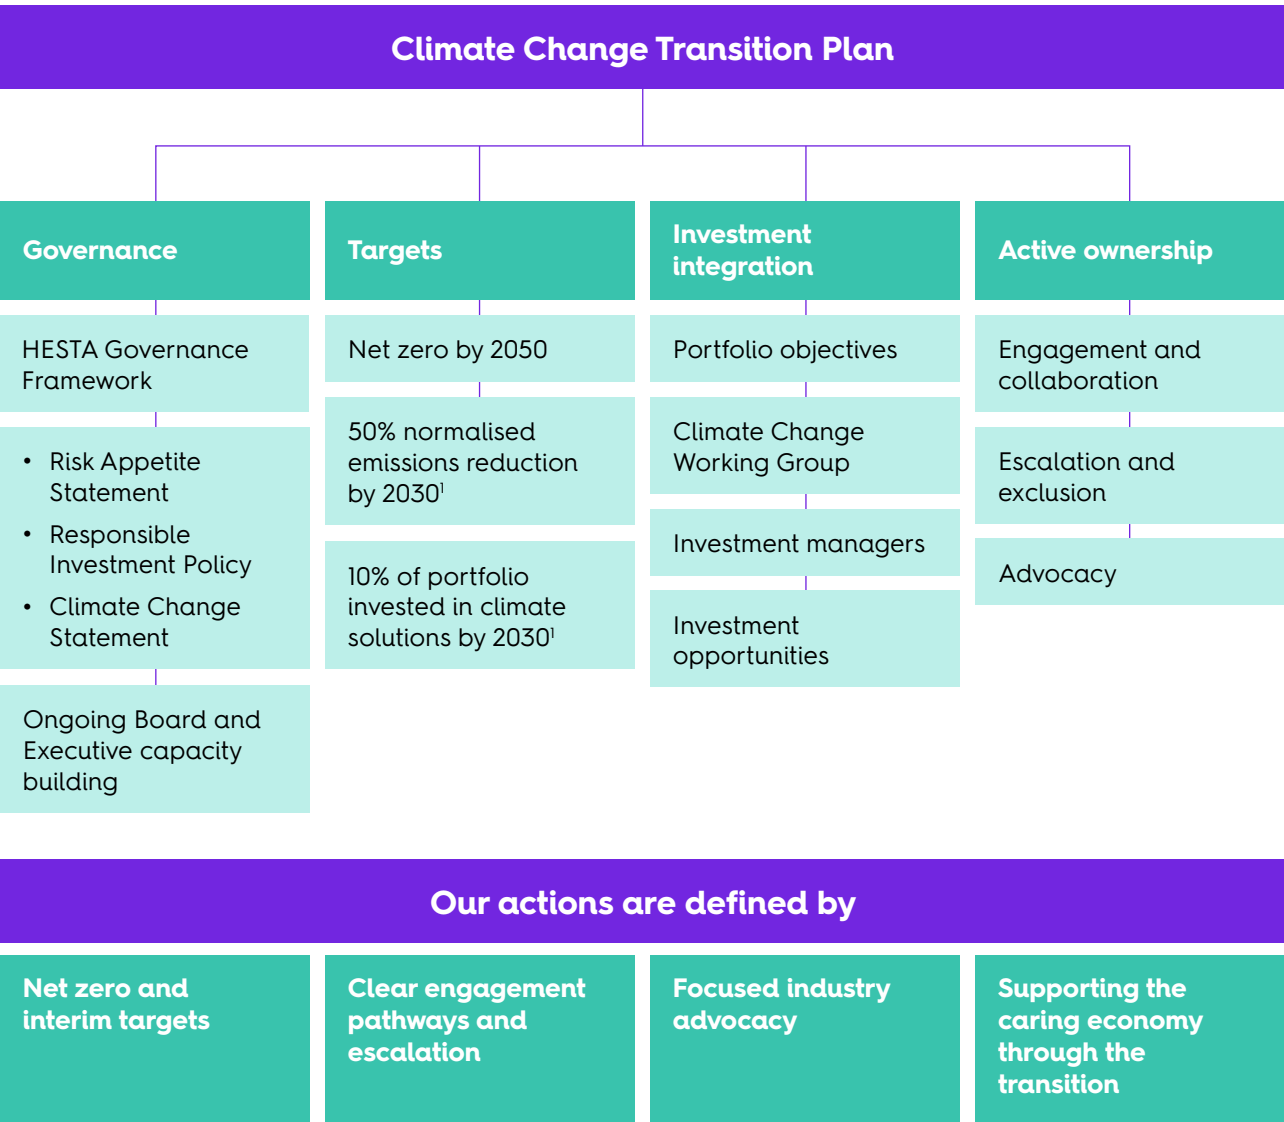 Climate Change Transition Plan
Governance
HESTA Governance
Framework
• Risk Appetite
Statement
• Responsible
Investment Policy
• Climate Change
Statement
Ongoing Board and
Executive capacity
building
Targets
Net zero by 2050
50% normalised
emissions reduction
by 2030¹
10% of portfolio
invested in climate
solutions by 2030¹
Investment
integration
Portfolio objectives
Climate Change
Working Group
Investment managers
Investment
opportunities
Active ownership
Engagement and
collaboration
Escalation and
exclusion
Advocacy
Our actions are defined by
Net zero and
interim targets
Clear engagement
pathways and
escalation
Focused industry
advocacy
Supporting the
caring economy
through the
transition